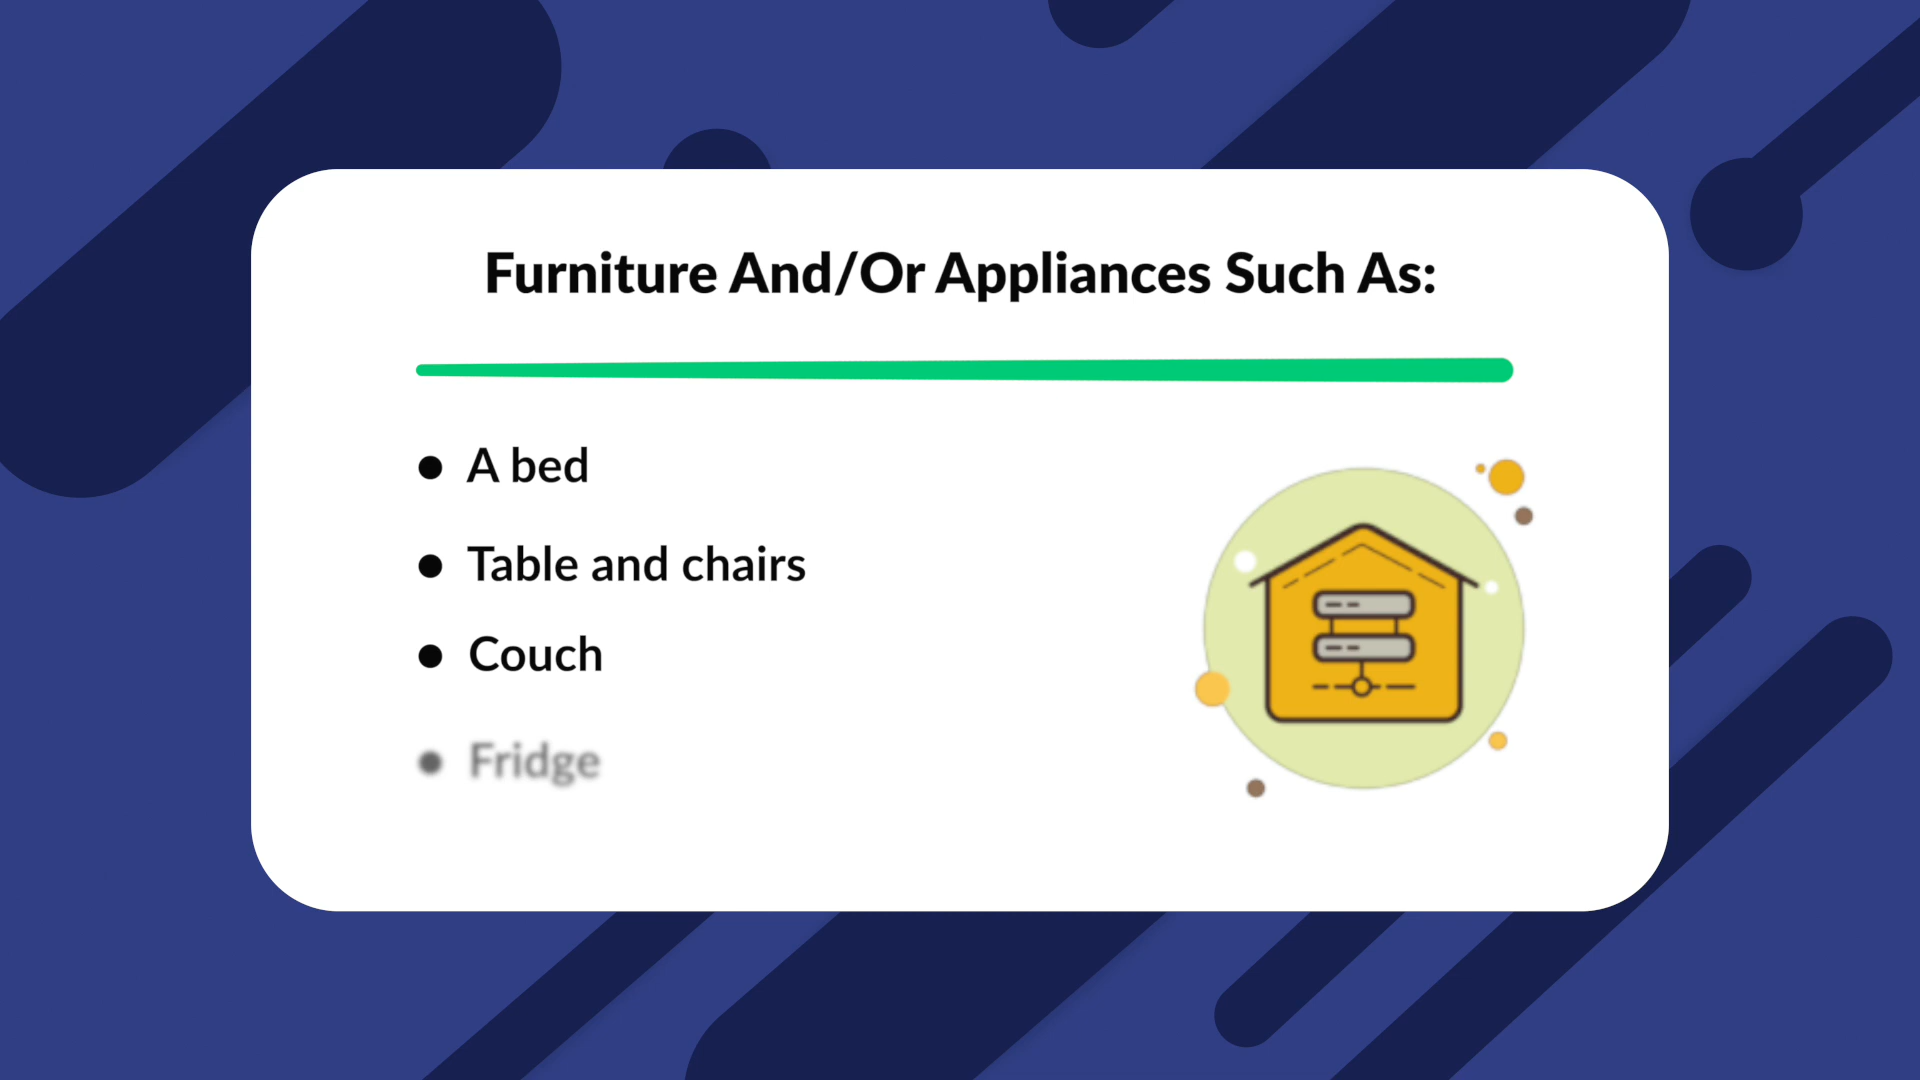 Furniture And/Or Appliances Such As:
A bed
Table and chairs
Couch
Fridge